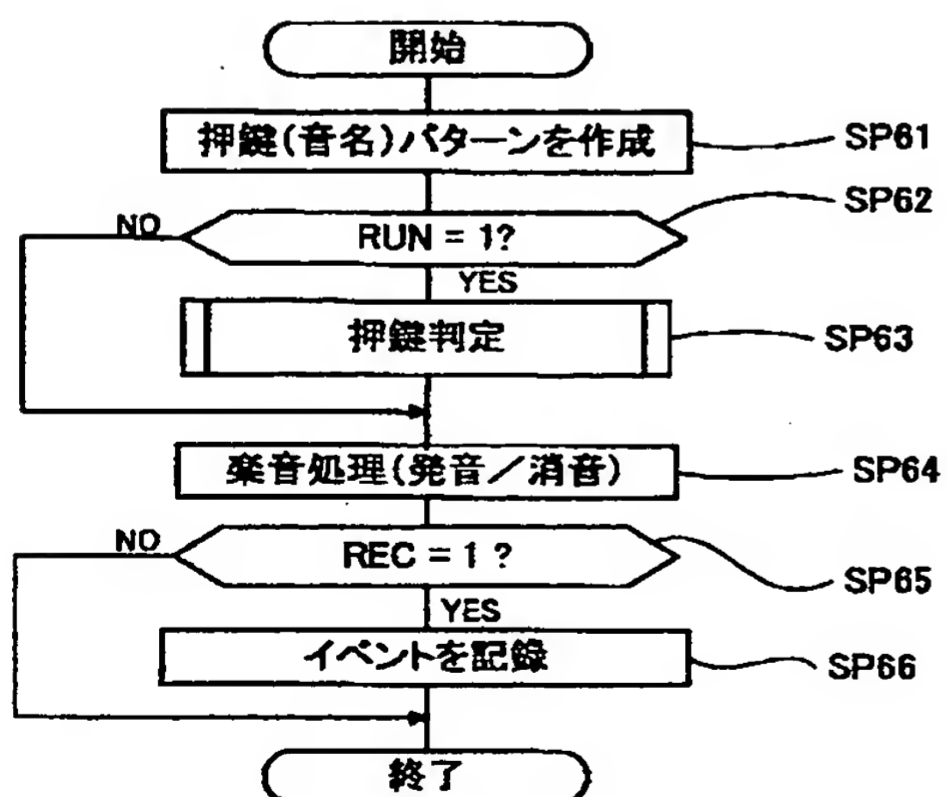 開始
押鍵(音名)パターンを作成
SP61
SP62
NO
RUN = 1?
YES
押鍵判定
SP63
楽音処理(発音／消音)
SP64
NO
REC = 1 ?
SP65
YES
イベントを記録
SP66
終了